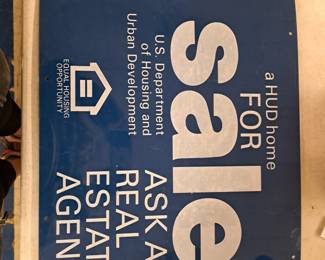 a HUD home
FOR
sale
U.S. Department
of Housing and
Urban Development
ASK A
REAL
ESTAT
AGEN
EQUAL HOUSING
OPPORTUNITY